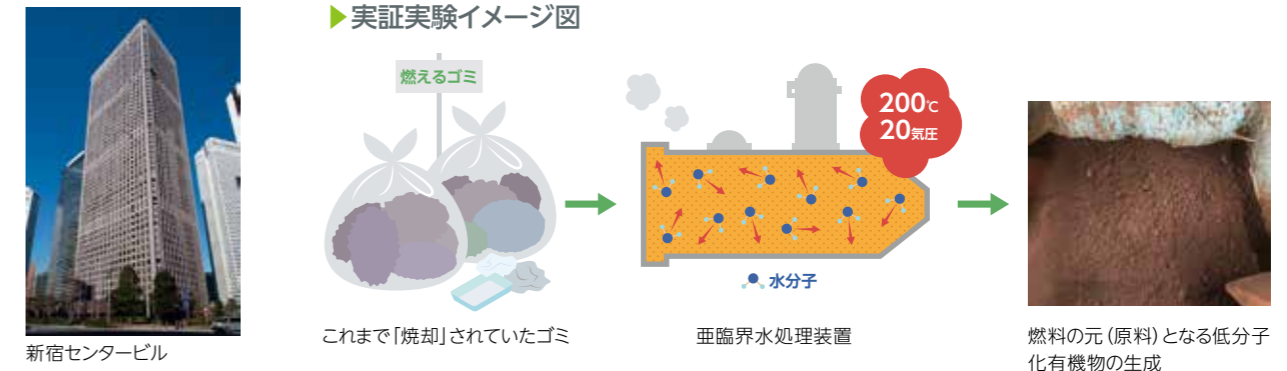 ▶実証実験イメージ図
燃えるゴミ
200℃
20気圧
水分子
新宿センタービル
これまで「焼却」されていたゴミ
亜臨界水処理装置
燃料の元(原料)となる低分子
化有機物の生成